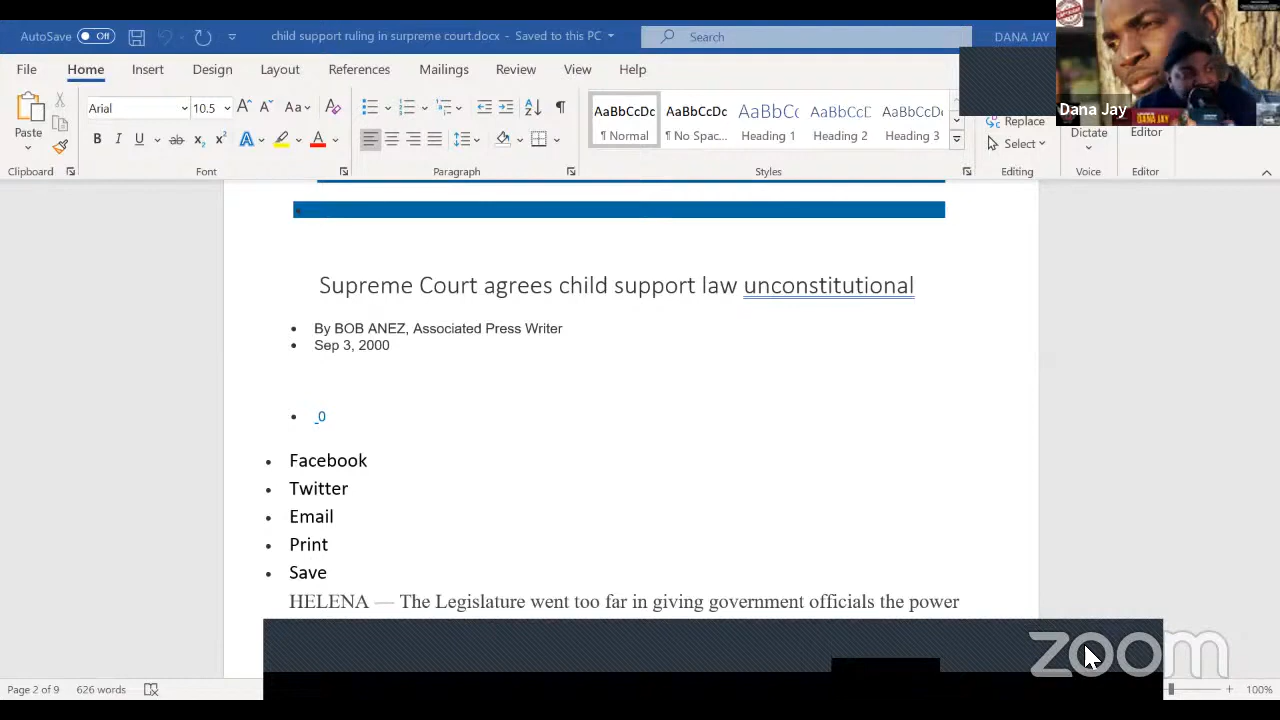 AutoSave Off child support ruling in surpreme court.docx - Saved to this PC Search DANA JAY
File Home Insert Design Layout References Mailings Review View Help
Dana Jay
Paste Arial 10.5 Aa AaBbCcDc AaBbCcDc AaBbCc AaBbCcC AaBbCcDc
¶ Normal ¶ No Spac... Heading 1 Heading 2 Heading 3
Replace
Select
Dictate
Editor
Clipboard Font Paragraph Styles Editing Voice Editor
Supreme Court agrees child support law unconstitutional
• By BOB ANEZ, Associated Press Writer
• Sep 3, 2000
• 0
• Facebook
• Twitter
• Email
• Print
• Save
HELENA — The Legislature went too far in giving government officials the power
zoom
Page 2 of 9 626 words 100%